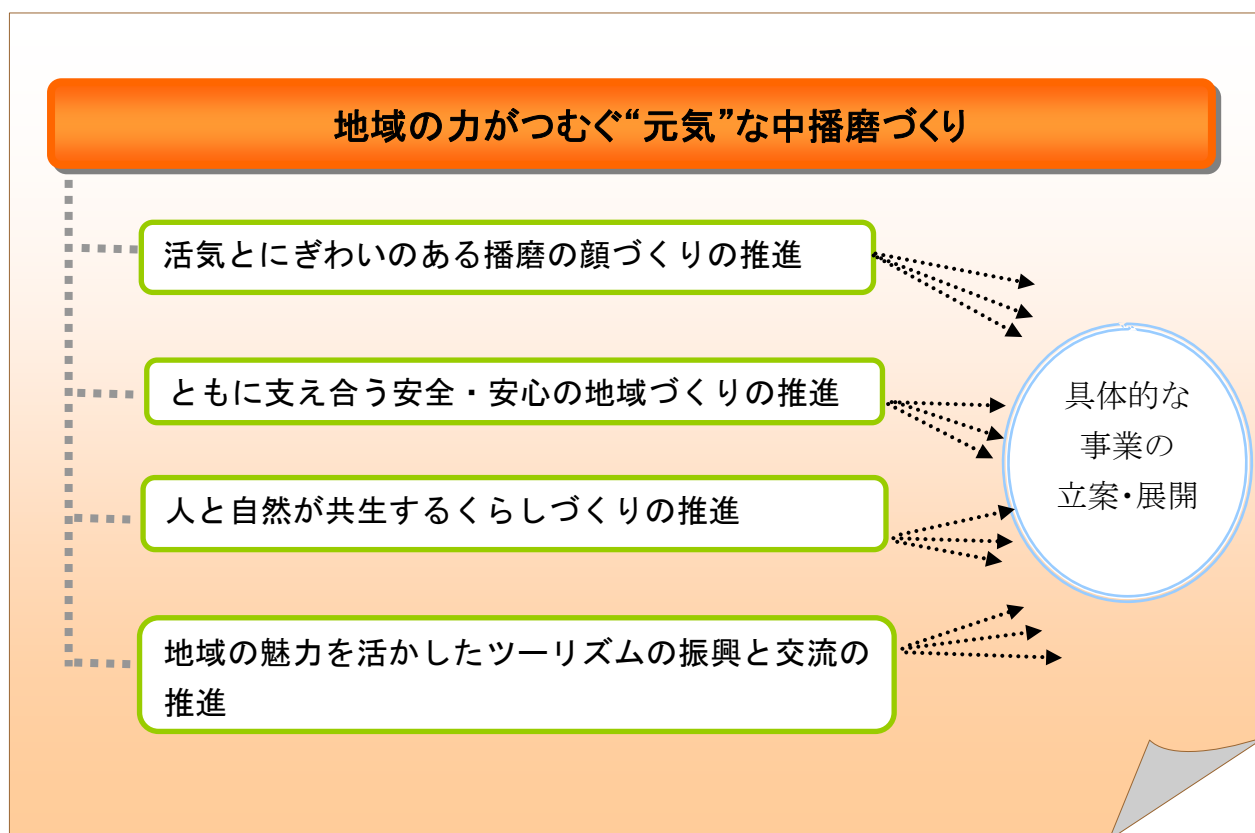 地域の力がつむぐ“元気”な中播磨づくり
活気とにぎわいのある播磨の顔づくりの推進
ともに支え合う安全・安心の地域づくりの推進
人と自然が共生するくらしづくりの推進
地域の魅力を活かしたツーリズムの振興と交流の
推進
具体的な
事業の
立案・展開